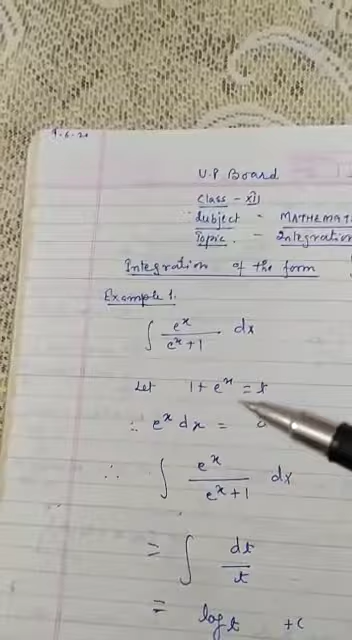 U.P Board
Class - XII
Subject - MATHEMAT
Topic - Integration
Integration of the form
Example 1.
∫ e^x / e^x+1 dx
Let 1+e^x = t
∴ e^x dx =
∴ ∫ e^x / e^x+1 dx
= ∫ dt / t
= log t + c